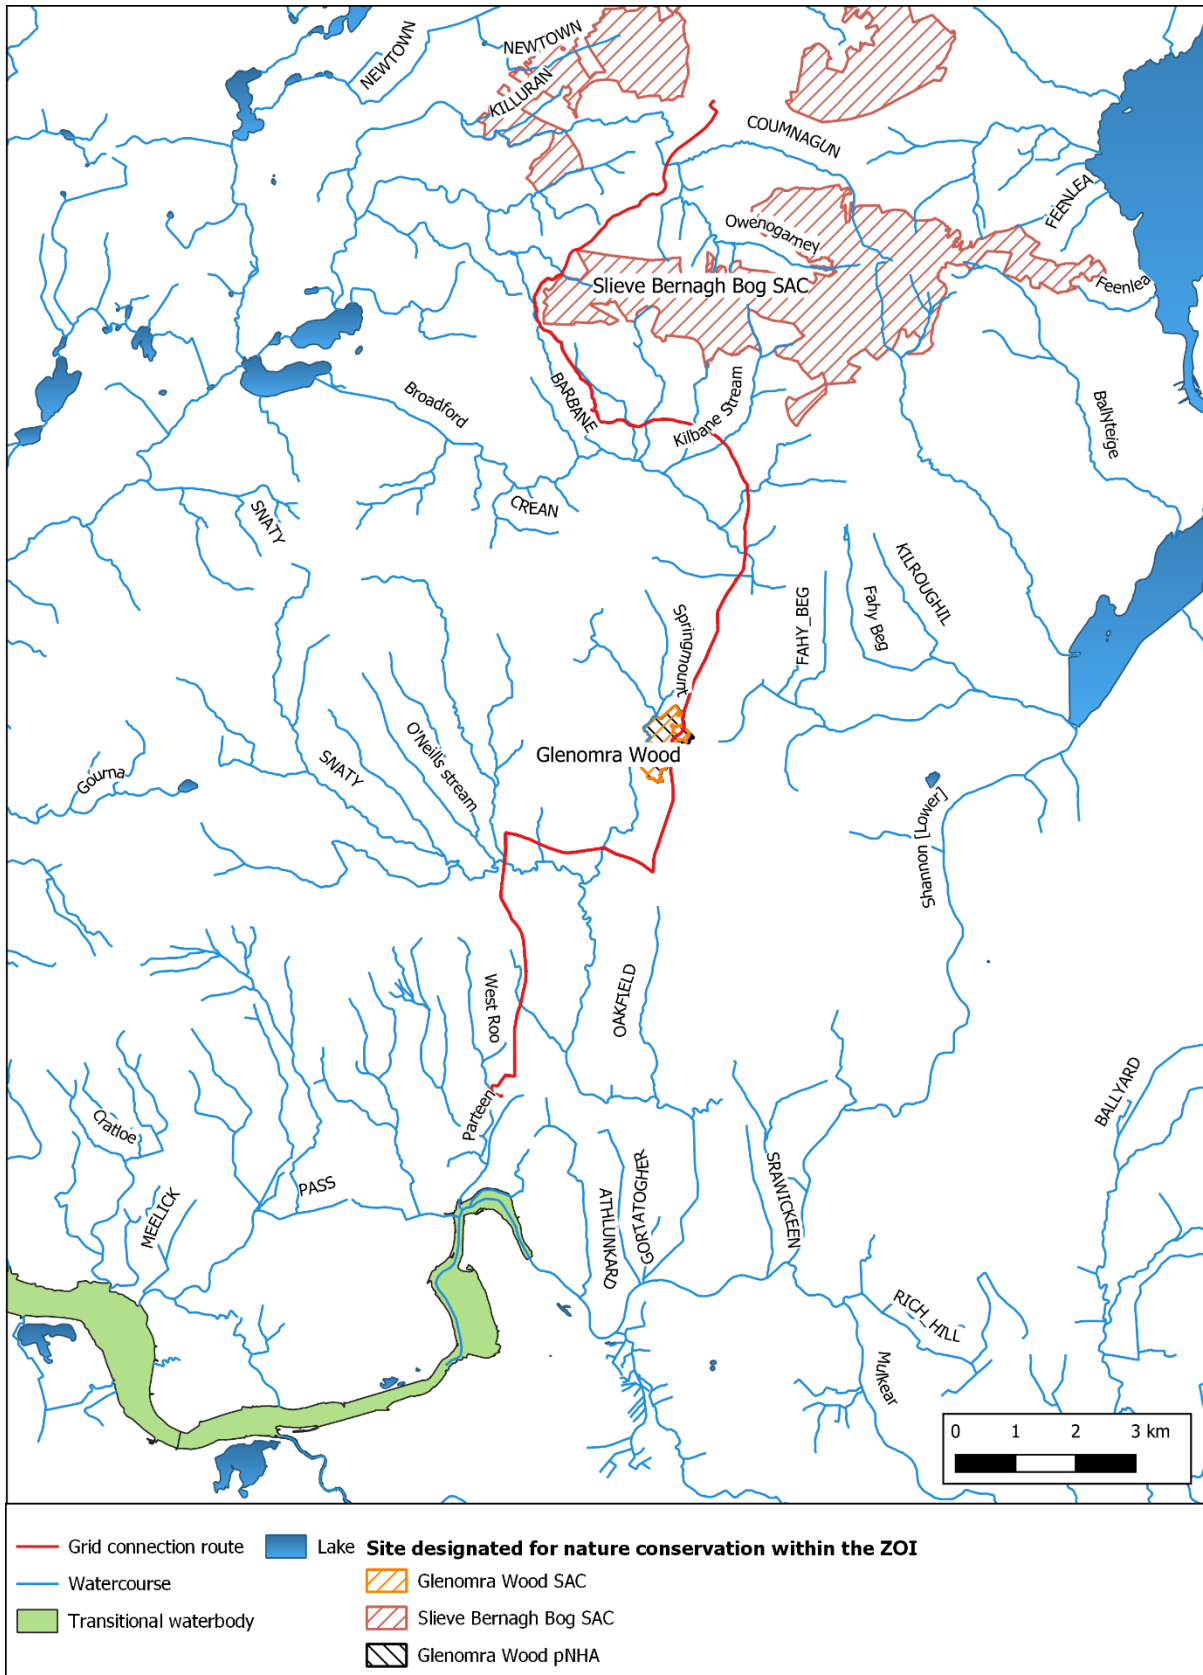 NEWTOWN
NEWTOWN
KILLURAN
COUMNAGUN
FEENLEA
Owenogarney
Feenlea
Slieve Bernagh Bog SAC
BARBANE
Broadford
Kilbane Stream
Ballyteige
SNATY
CREAN
KILROUGHIL
Fahy Beg
FAHY_BEG
Springmount
O'Neills stream
SNATY
Glenomra Wood
Gourna
Shannon [Lower]
West Roo
OAKFIELD
BALLYARD
Cratloe
Parteen
PASS
MEELICK
ATHLUNKARD
GORTATOGHER
SRAWICKEEN
RICH_HILL
Mulkear
0 1 2 3 km
Grid connection route
Watercourse
Transitional waterbody
Lake
Site designated for nature conservation within the ZOI
Glenomra Wood SAC
Slieve Bernagh Bog SAC
Glenomra Wood pNHA